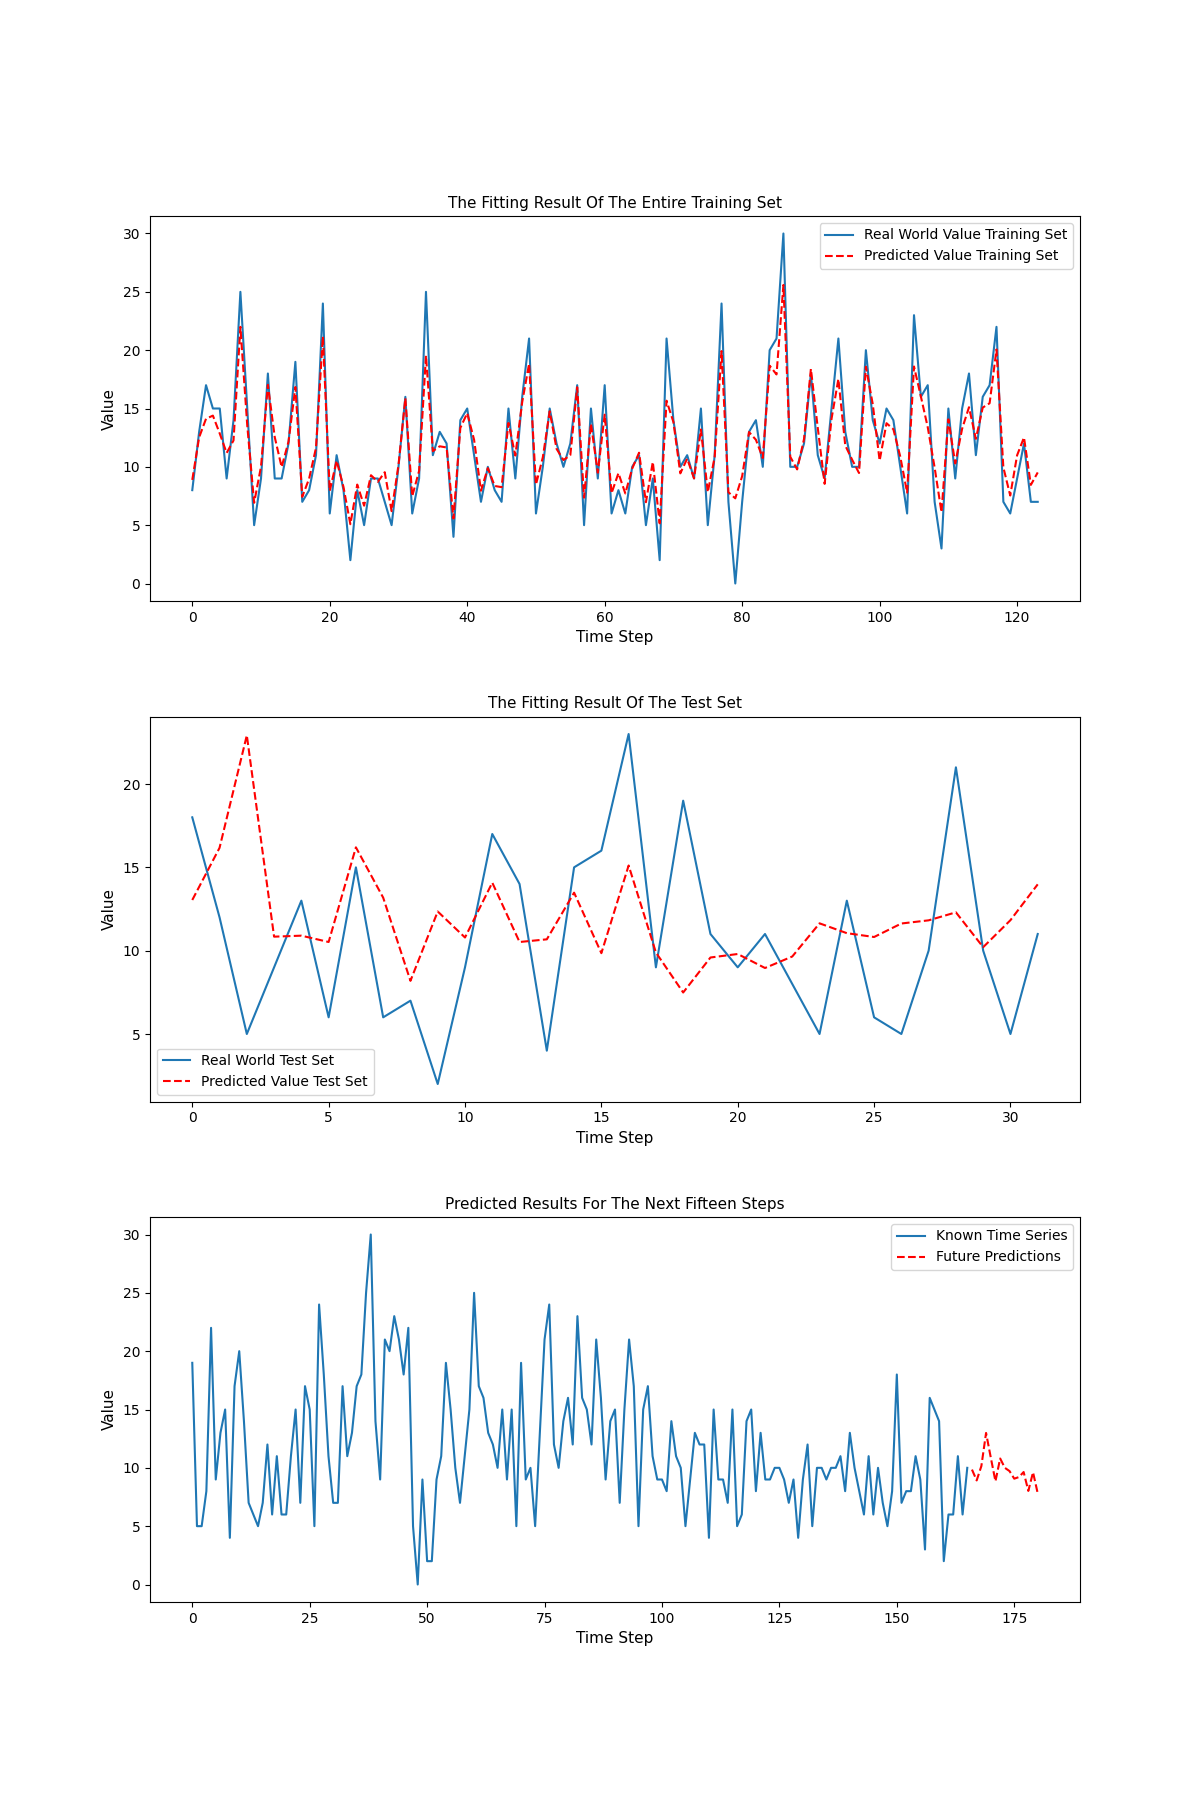 The Fitting Result Of The Entire Training Set
30
25
20
15
10
5
0
Value
Real World Value Training Set
Predicted Value Training Set
0 20 40 60 80 100 120
Time Step
The Fitting Result Of The Test Set
20
15
10
5
Value
Real World Test Set
Predicted Value Test Set
0 5 10 15 20 25 30
Time Step
Predicted Results For The Next Fifteen Steps
30
25
20
15
10
5
0
Value
Known Time Series
Future Predictions
0 25 50 75 100 125 150 175
Time Step